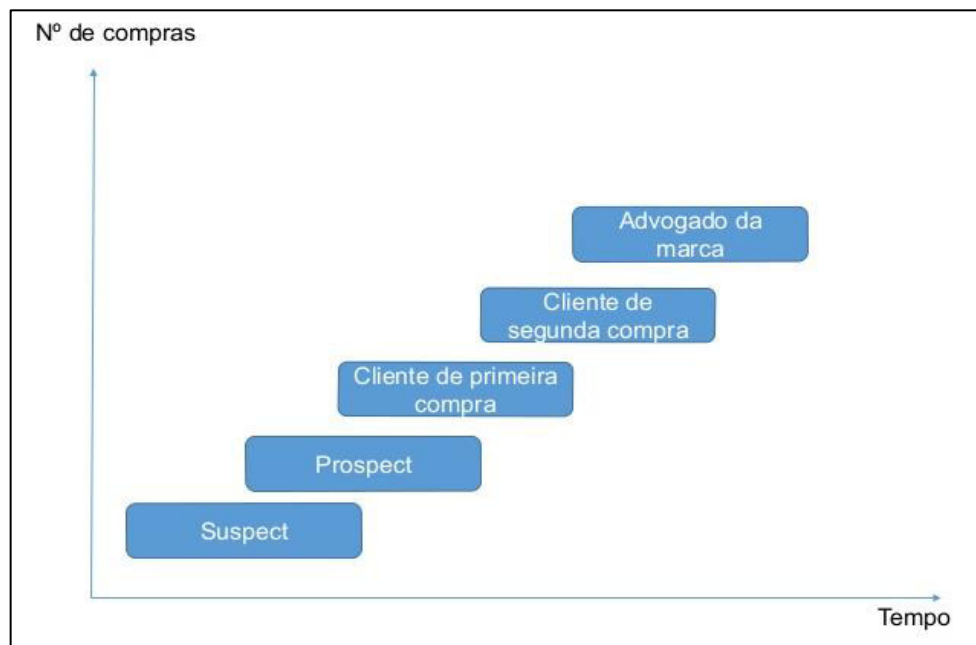 Nº de compras
Advogado da
marca
Cliente de
segunda compra
Cliente de primeira
compra
Prospect
Suspect
Tempo